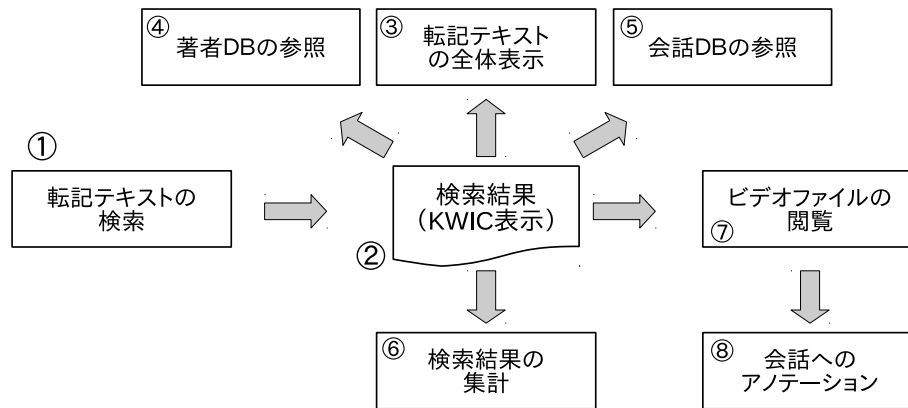 ④
著者DBの参照
③
転記テキスト
の全体表示
⑤
会話DBの参照
①
転記テキストの
検索
②
検索結果
（KWIC表示）
⑦
ビデオファイルの
閲覧
⑥
検索結果の
集計
⑧
会話への
アノテーション